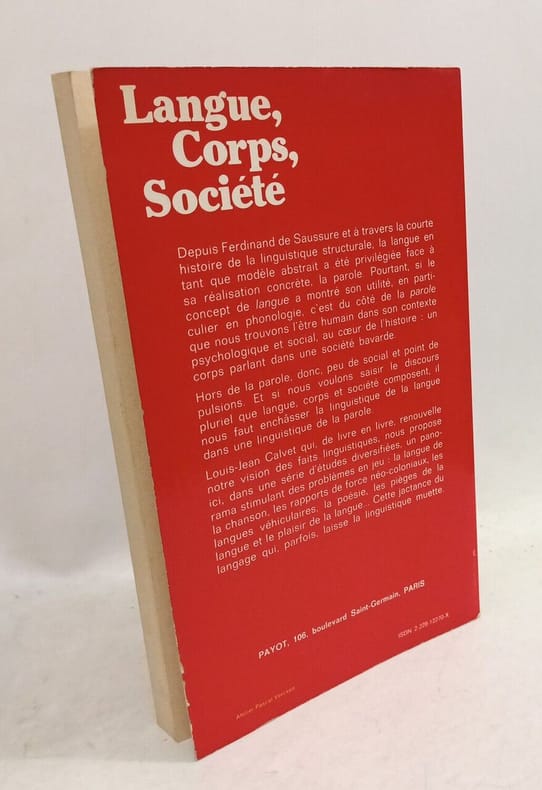 Langue,
Corps,
Société
Depuis Ferdinand de Saussure et à travers la courte
histoire de la linguistique structurale, la langue en
tant que modèle abstrait a été privilégiée face à
sa réalisation concrète, la parole. Pourtant, si le
concept de langue a montré son utilité, en parti-
culier en phonologie, c'est du côté de la parole
que nous trouvons l'être humain dans son contexte
psychologique et social, au cœur de l'histoire : un
corps parlant dans une société bavarde.
Hors de la parole, donc, peu de social et point de
pulsions. Et si nous voulons saisir le discours
pluriel que langue, corps et société composent, il
nous faut enchâsser la linguistique de la langue
dans une linguistique de la parole.
Louis-Jean Calvet qui, de livre en livre, renouvelle
notre vision des faits linguistiques, nous propose
ici, dans une série d'études diversifiées, un pano-
rama stimulant des problèmes en jeu : la langue de
la chanson, les rapports de force néo-coloniaux, les
langues véhiculaires, la poésie, les pièges de la
langue et le plaisir de la langue. Cette jactance du
langage qui, parfois, laisse la linguistique muette.
PAYOT, 106, boulevard Saint-Germain, PARIS
ISBN 2-228-12270-X
Atelier Pascal Vercken